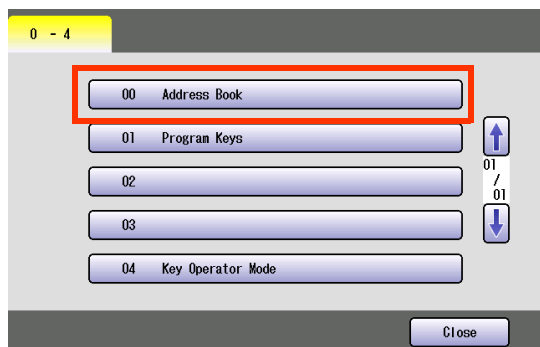 0 - 4
00 Address Book
01 Program Keys
01
/
01
02
03
04 Key Operator Mode
Close